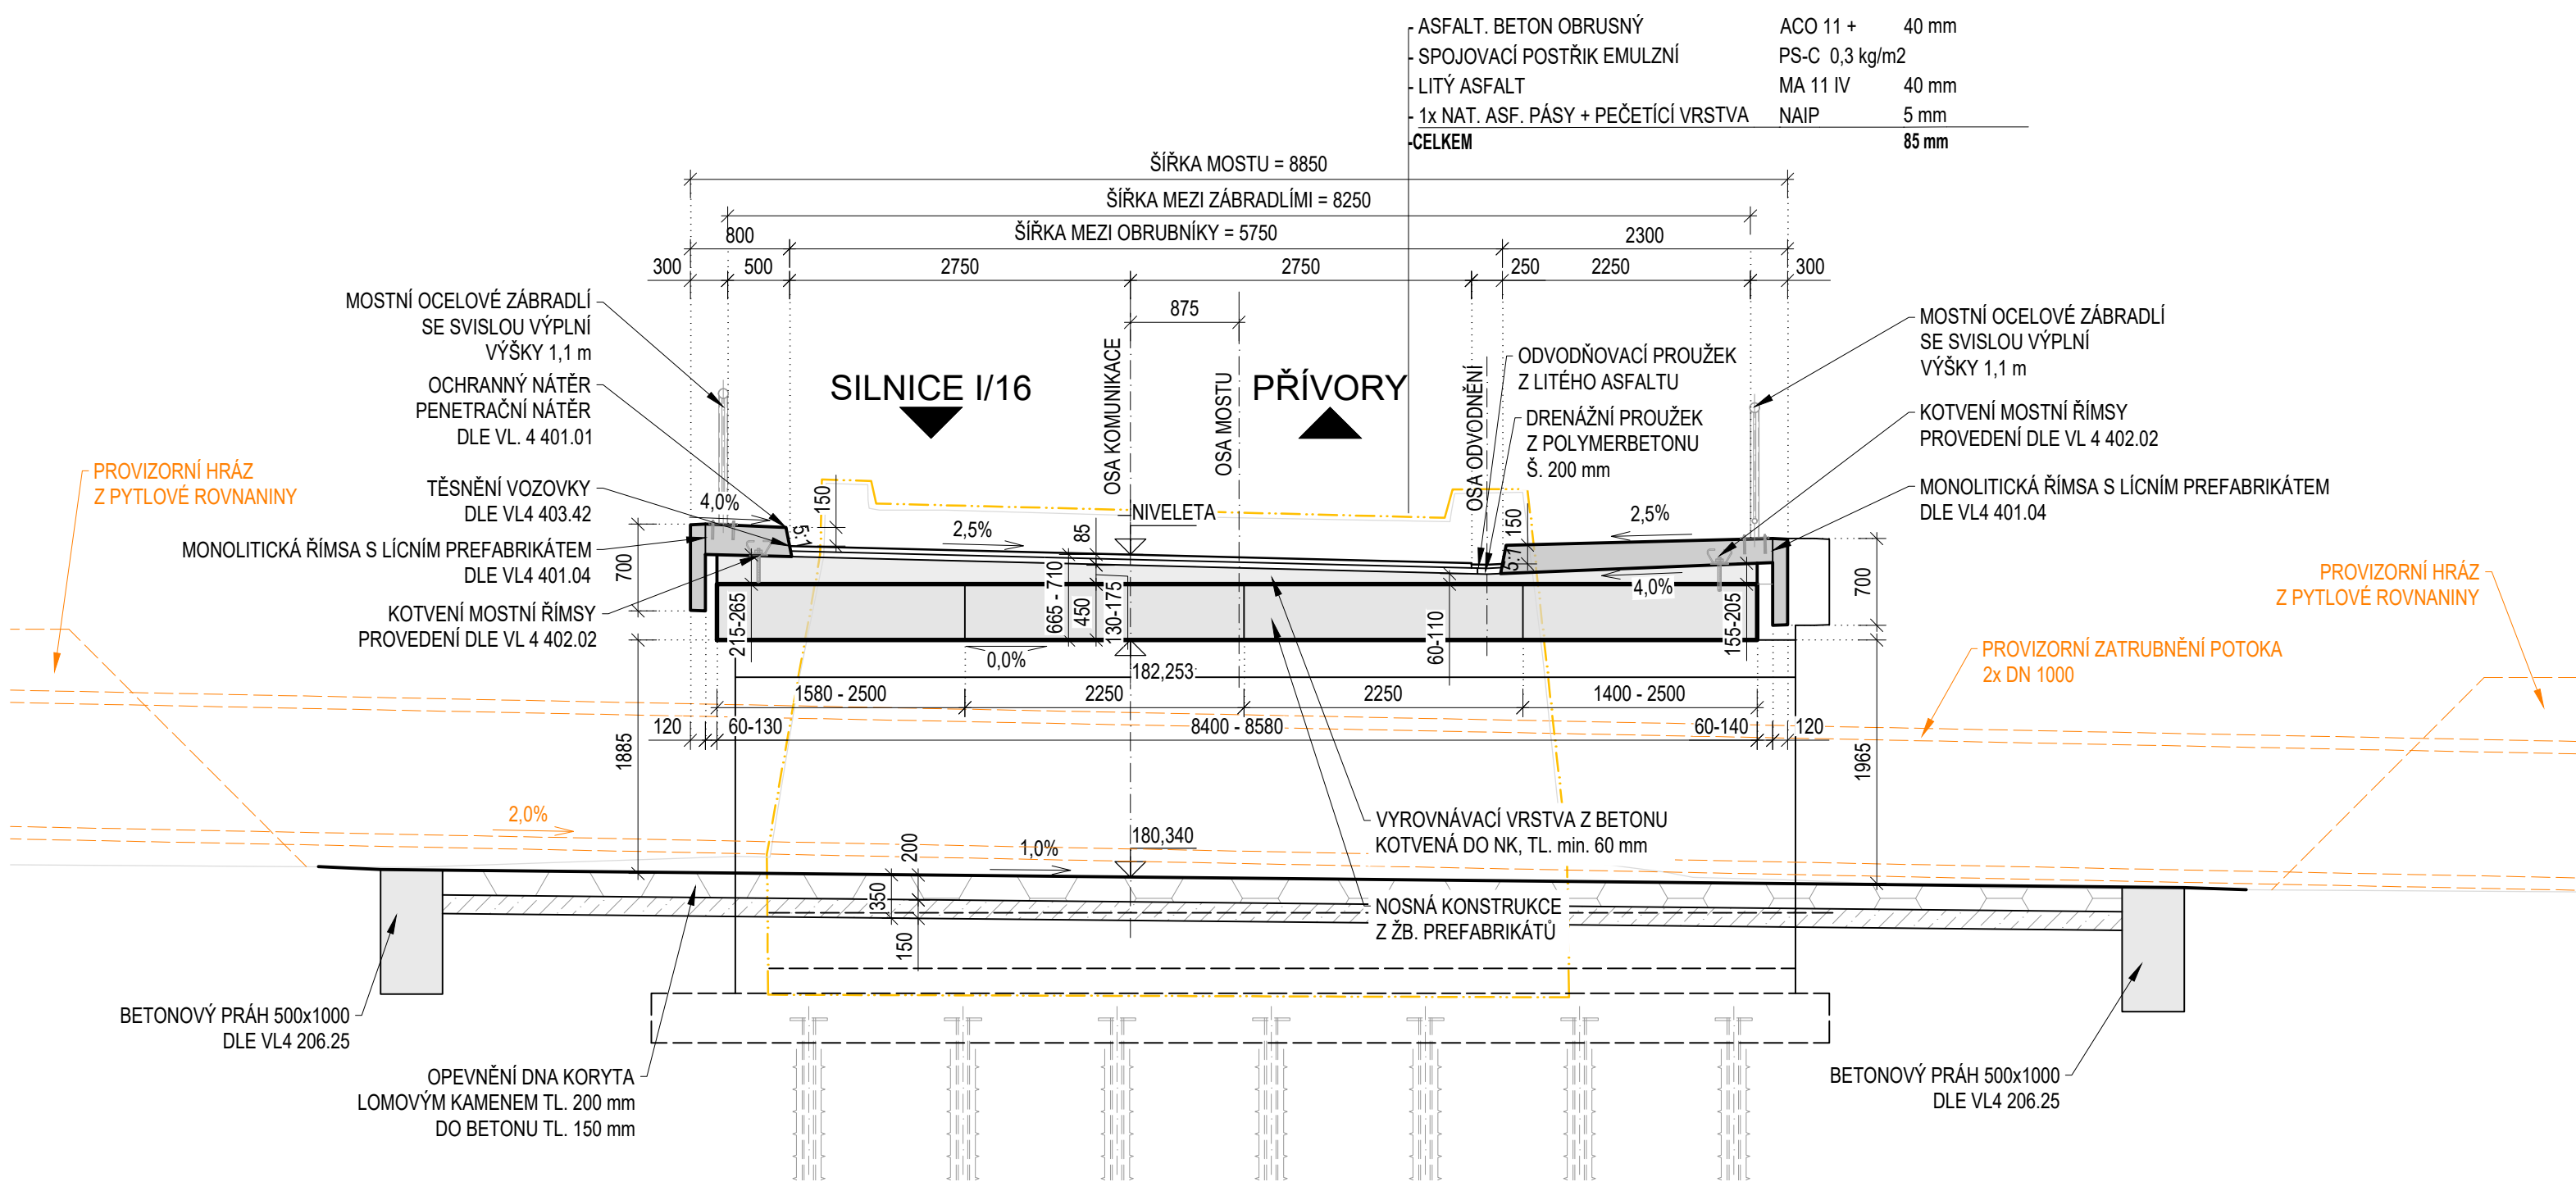 ASFALT. BETON OBRUSNÝ ACO 11 + 40 mm
SPOJOVACÍ POSTŘIK EMULZNÍ PS-C 0,3 kg/m2
LITÝ ASFALT MA 11 IV 40 mm
1x NAT. ASF. PÁSY + PEČETÍCÍ VRSTVA NAIP 5 mm
CELKEM 85 mm
ŠÍŘKA MOSTU = 8850
ŠÍŘKA MEZI ZÁBRADLÍMI = 8250
800 ŠÍŘKA MEZI OBRUBNÍKY = 5750 2300
300 500 2750 2750 250 2250 300
875
MOSTNÍ OCELOVÉ ZÁBRADLÍ
SE SVISLOU VÝPLNÍ
VÝŠKY 1,1 m
OCHRANNÝ NÁTĚR
PENETRAČNÍ NÁTĚR
DLE VL. 4 401.01
TĚSNĚNÍ VOZOVKY
DLE VL4 403.42
MONOLITICKÁ ŘÍMSA S LÍCNÍM PREFABRIKÁTEM
DLE VL4 401.04
KOTVENÍ MOSTNÍ ŘÍMSY
PROVEDENÍ DLE VL 4 402.02
PROVIZORNÍ HRÁZ
Z PYTLOVÉ ROVNANINY
SILNICE I/16
PŘÍVORY
OSA KOMUNIKACE
OSA MOSTU
OSA ODVODNĚNÍ
ODVODŇOVACÍ PROUŽEK
Z LITÉHO ASFALTU
DRENÁŽNÍ PROUŽEK
Z POLYMERBETONU
Š. 200 mm
MOSTNÍ OCELOVÉ ZÁBRADLÍ
SE SVISLOU VÝPLNÍ
VÝŠKY 1,1 m
KOTVENÍ MOSTNÍ ŘÍMSY
PROVEDENÍ DLE VL 4 402.02
MONOLITICKÁ ŘÍMSA S LÍCNÍM PREFABRIKÁTEM
DLE VL4 401.04
PROVIZORNÍ HRÁZ
Z PYTLOVÉ ROVNANINY
PROVIZORNÍ ZATRUBNĚNÍ POTOKA
2x DN 1000
4,0%
150
5:1
2,5%
NIVELETA
85
150
5:1
2,5%
4,0%
700
700
215-265
665 - 710
450
130-175
60-110
155-205
0,0%
182,253
1580 - 2500 2250 2250 1400 - 2500
120 60-130 8400 - 8580 60-140 120
1885
1965
2,0%
1,0%
180,340
200
350
150
VYROVNÁVACÍ VRSTVA Z BETONU
KOTVENÁ DO NK, TL. min. 60 mm
NOSNÁ KONSTRUKCE
Z ŽB. PREFABRIKÁTŮ
BETONOVÝ PRÁH 500x1000
DLE VL4 206.25
OPEVNĚNÍ DNA KORYTA
LOMOVÝM KAMENEM TL. 200 mm
DO BETONU TL. 150 mm
BETONOVÝ PRÁH 500x1000
DLE VL4 206.25